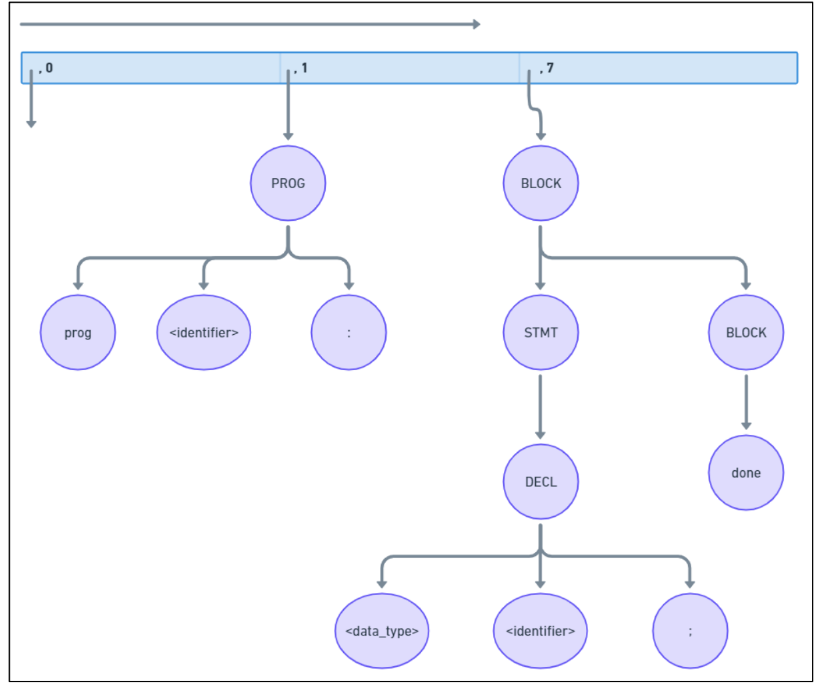 , 0
, 1
, 7
PROG
BLOCK
prog
<identifier>
:
STMT
BLOCK
DECL
done
<data_type>
<identifier>
;